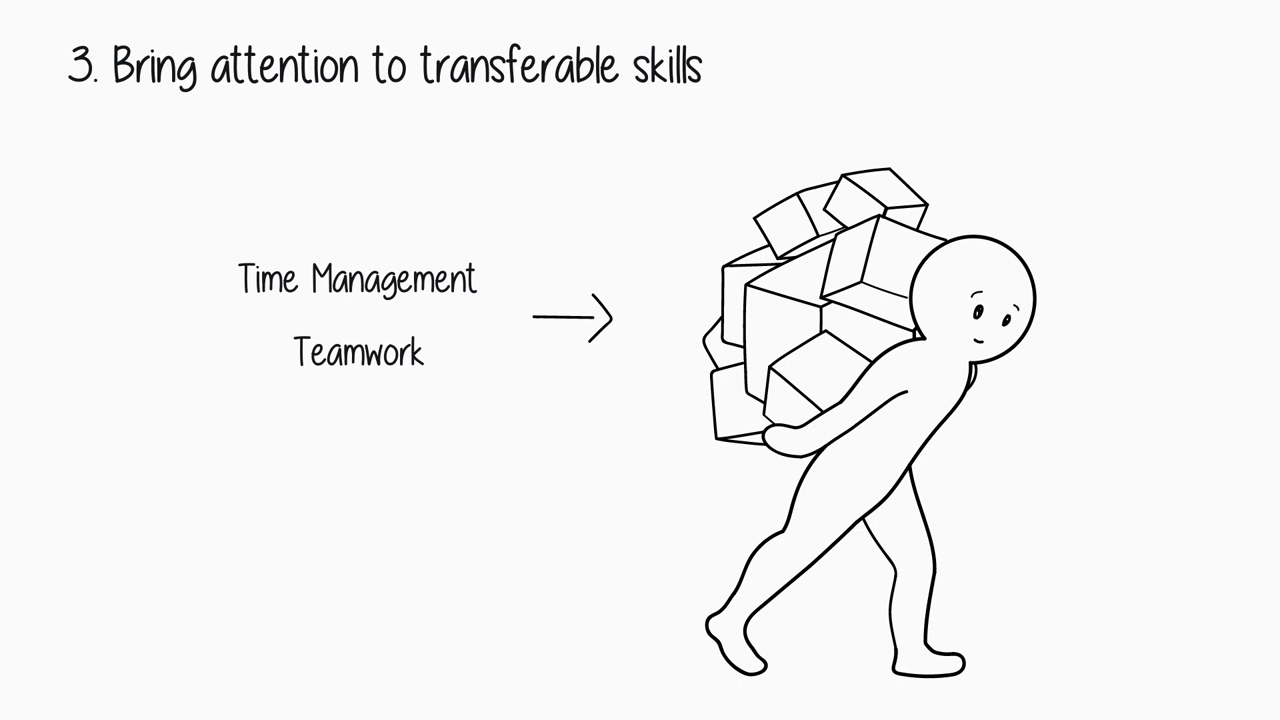 3. Bring attention to transferable skills
Time Management
Teamwork